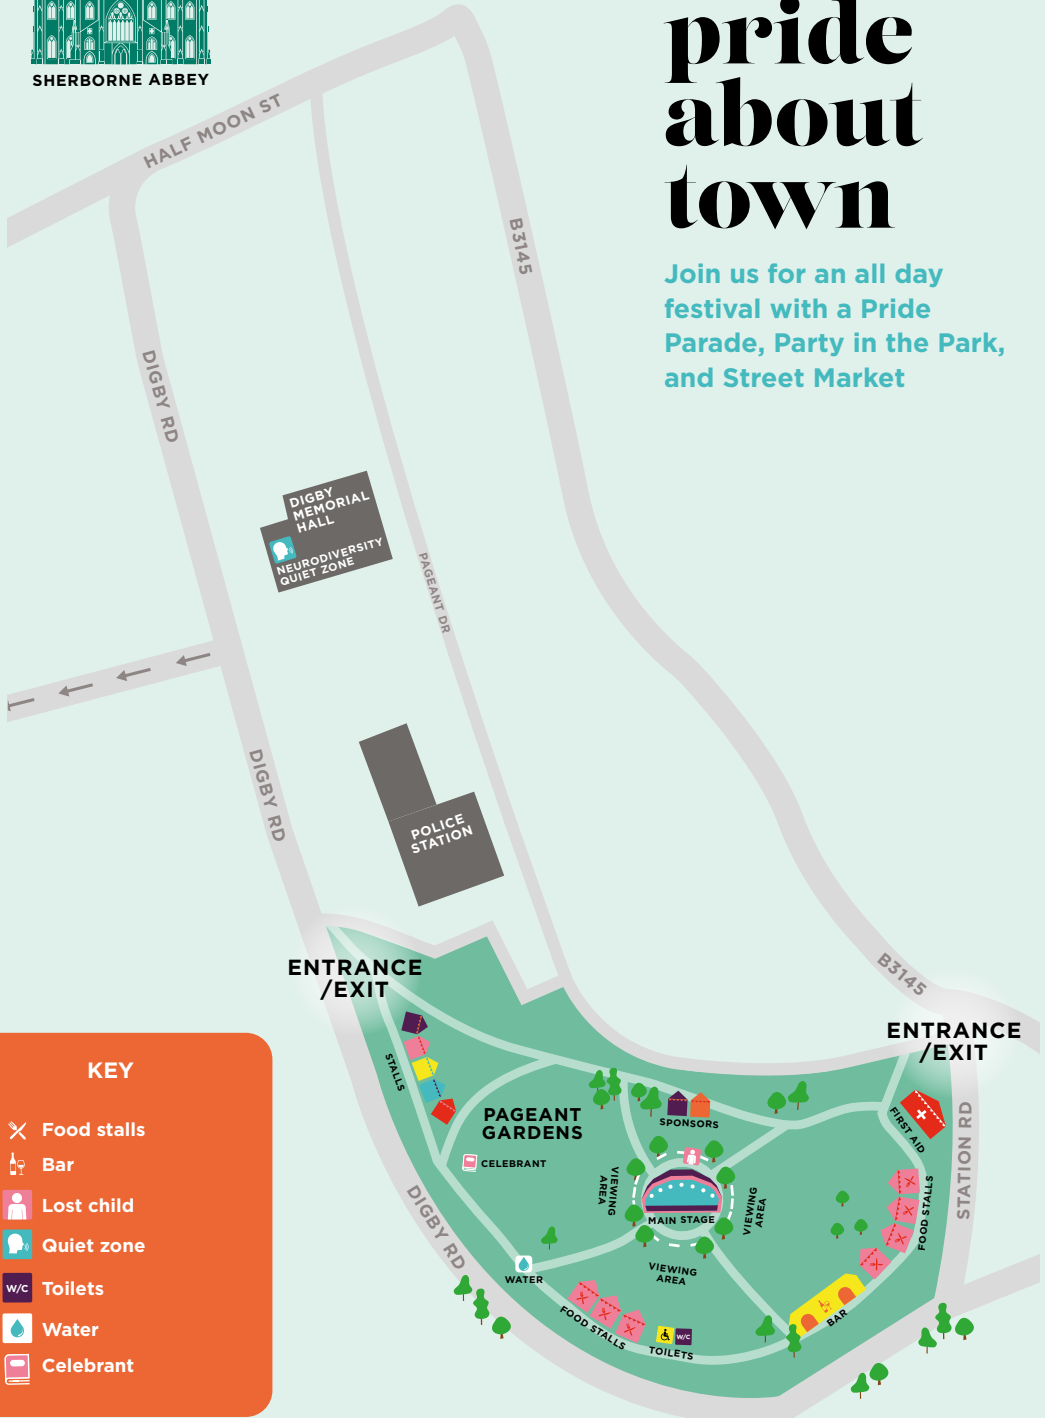 SHERBORNE ABBEY
pride
about
town
Join us for an all day
festival with a Pride
Parade, Party in the Park,
and Street Market
HALF MOON ST
B3145
DIGBY RD
DIGBY
MEMORIAL
HALL
NEURODIVERSITY
QUIET ZONE
PAGEANT DR
DIGBY RD
POLICE
STATION
B3145
ENTRANCE
/EXIT
ENTRANCE
/EXIT
STALLS
PAGEANT
GARDENS
CELEBRANT
SPONSORS
FIRST AID
STATION RD
VIEWING
AREA
MAIN STAGE
VIEWING
AREA
FOOD STALLS
DIGBY RD
WATER
VIEWING
AREA
FOOD STALLS
W/C
TOILETS
BAR
KEY
Food stalls
Bar
Lost child
Quiet zone
W/C Toilets
Water
Celebrant